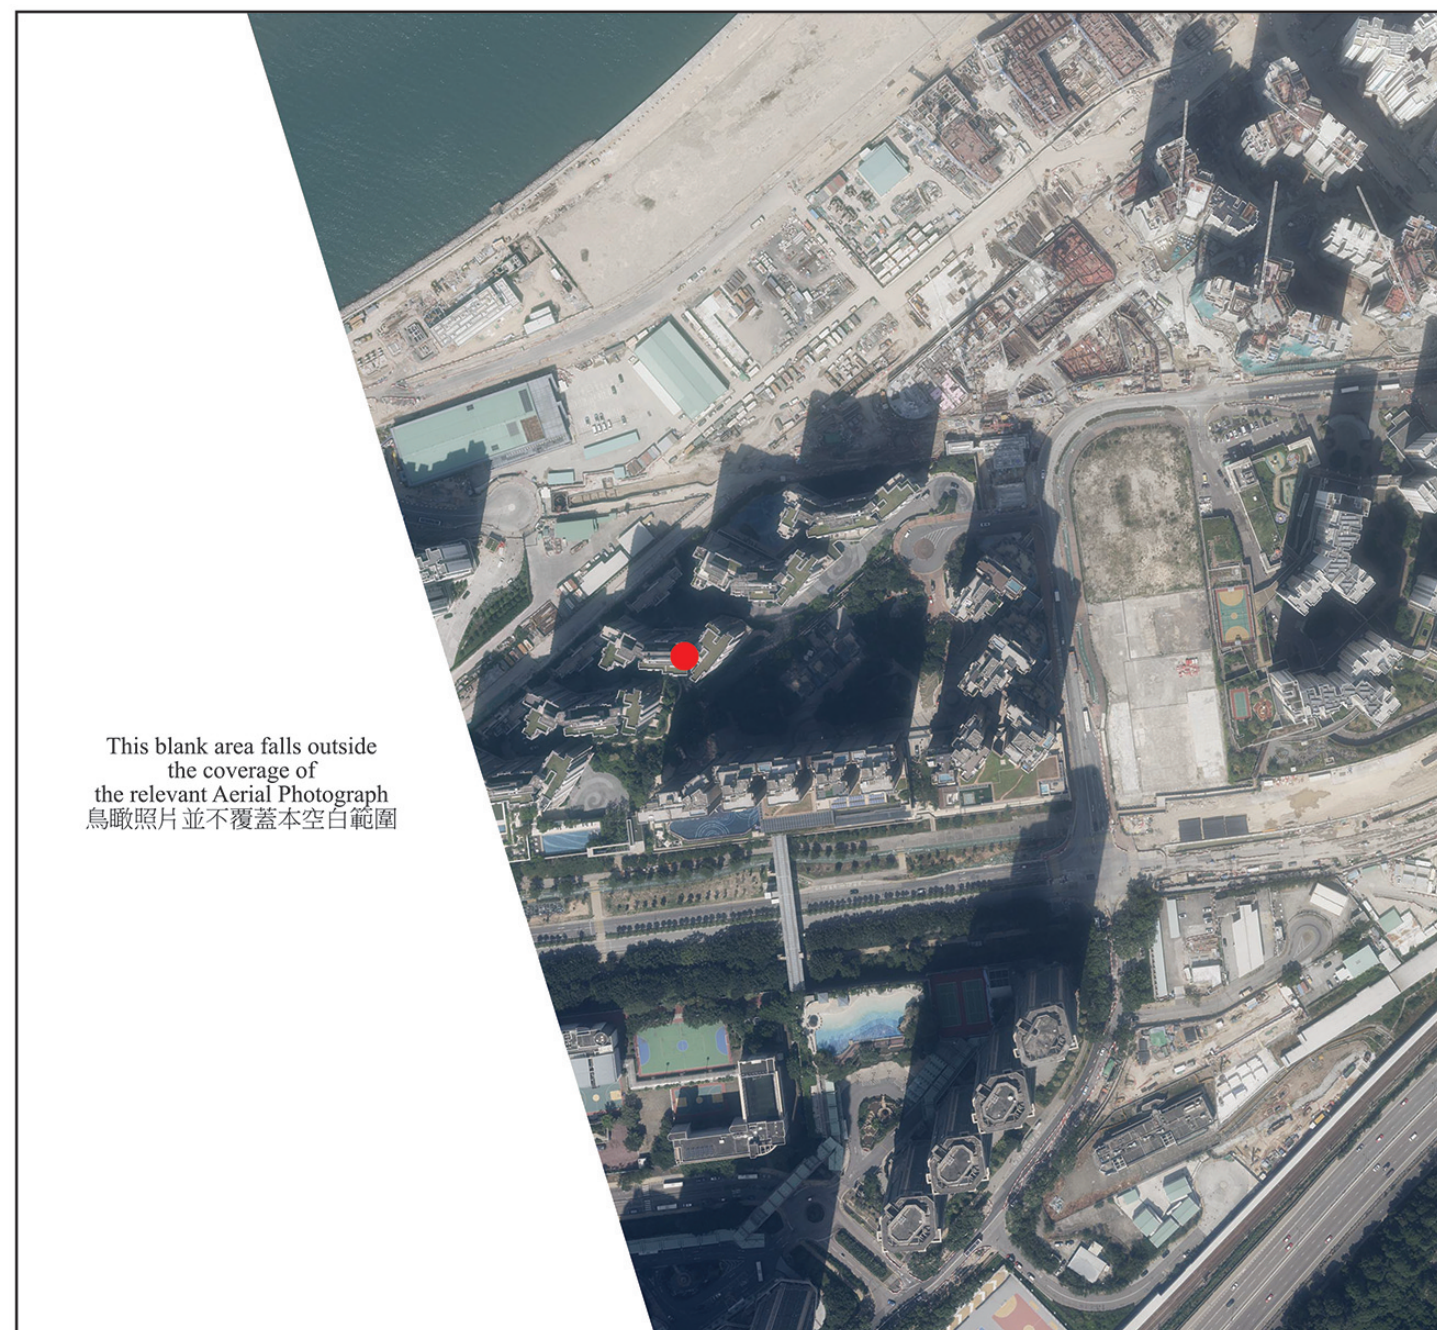 This blank area falls outside
the coverage of
the relevant Aerial Photograph
鳥瞰照片並不覆蓋本空白範圍